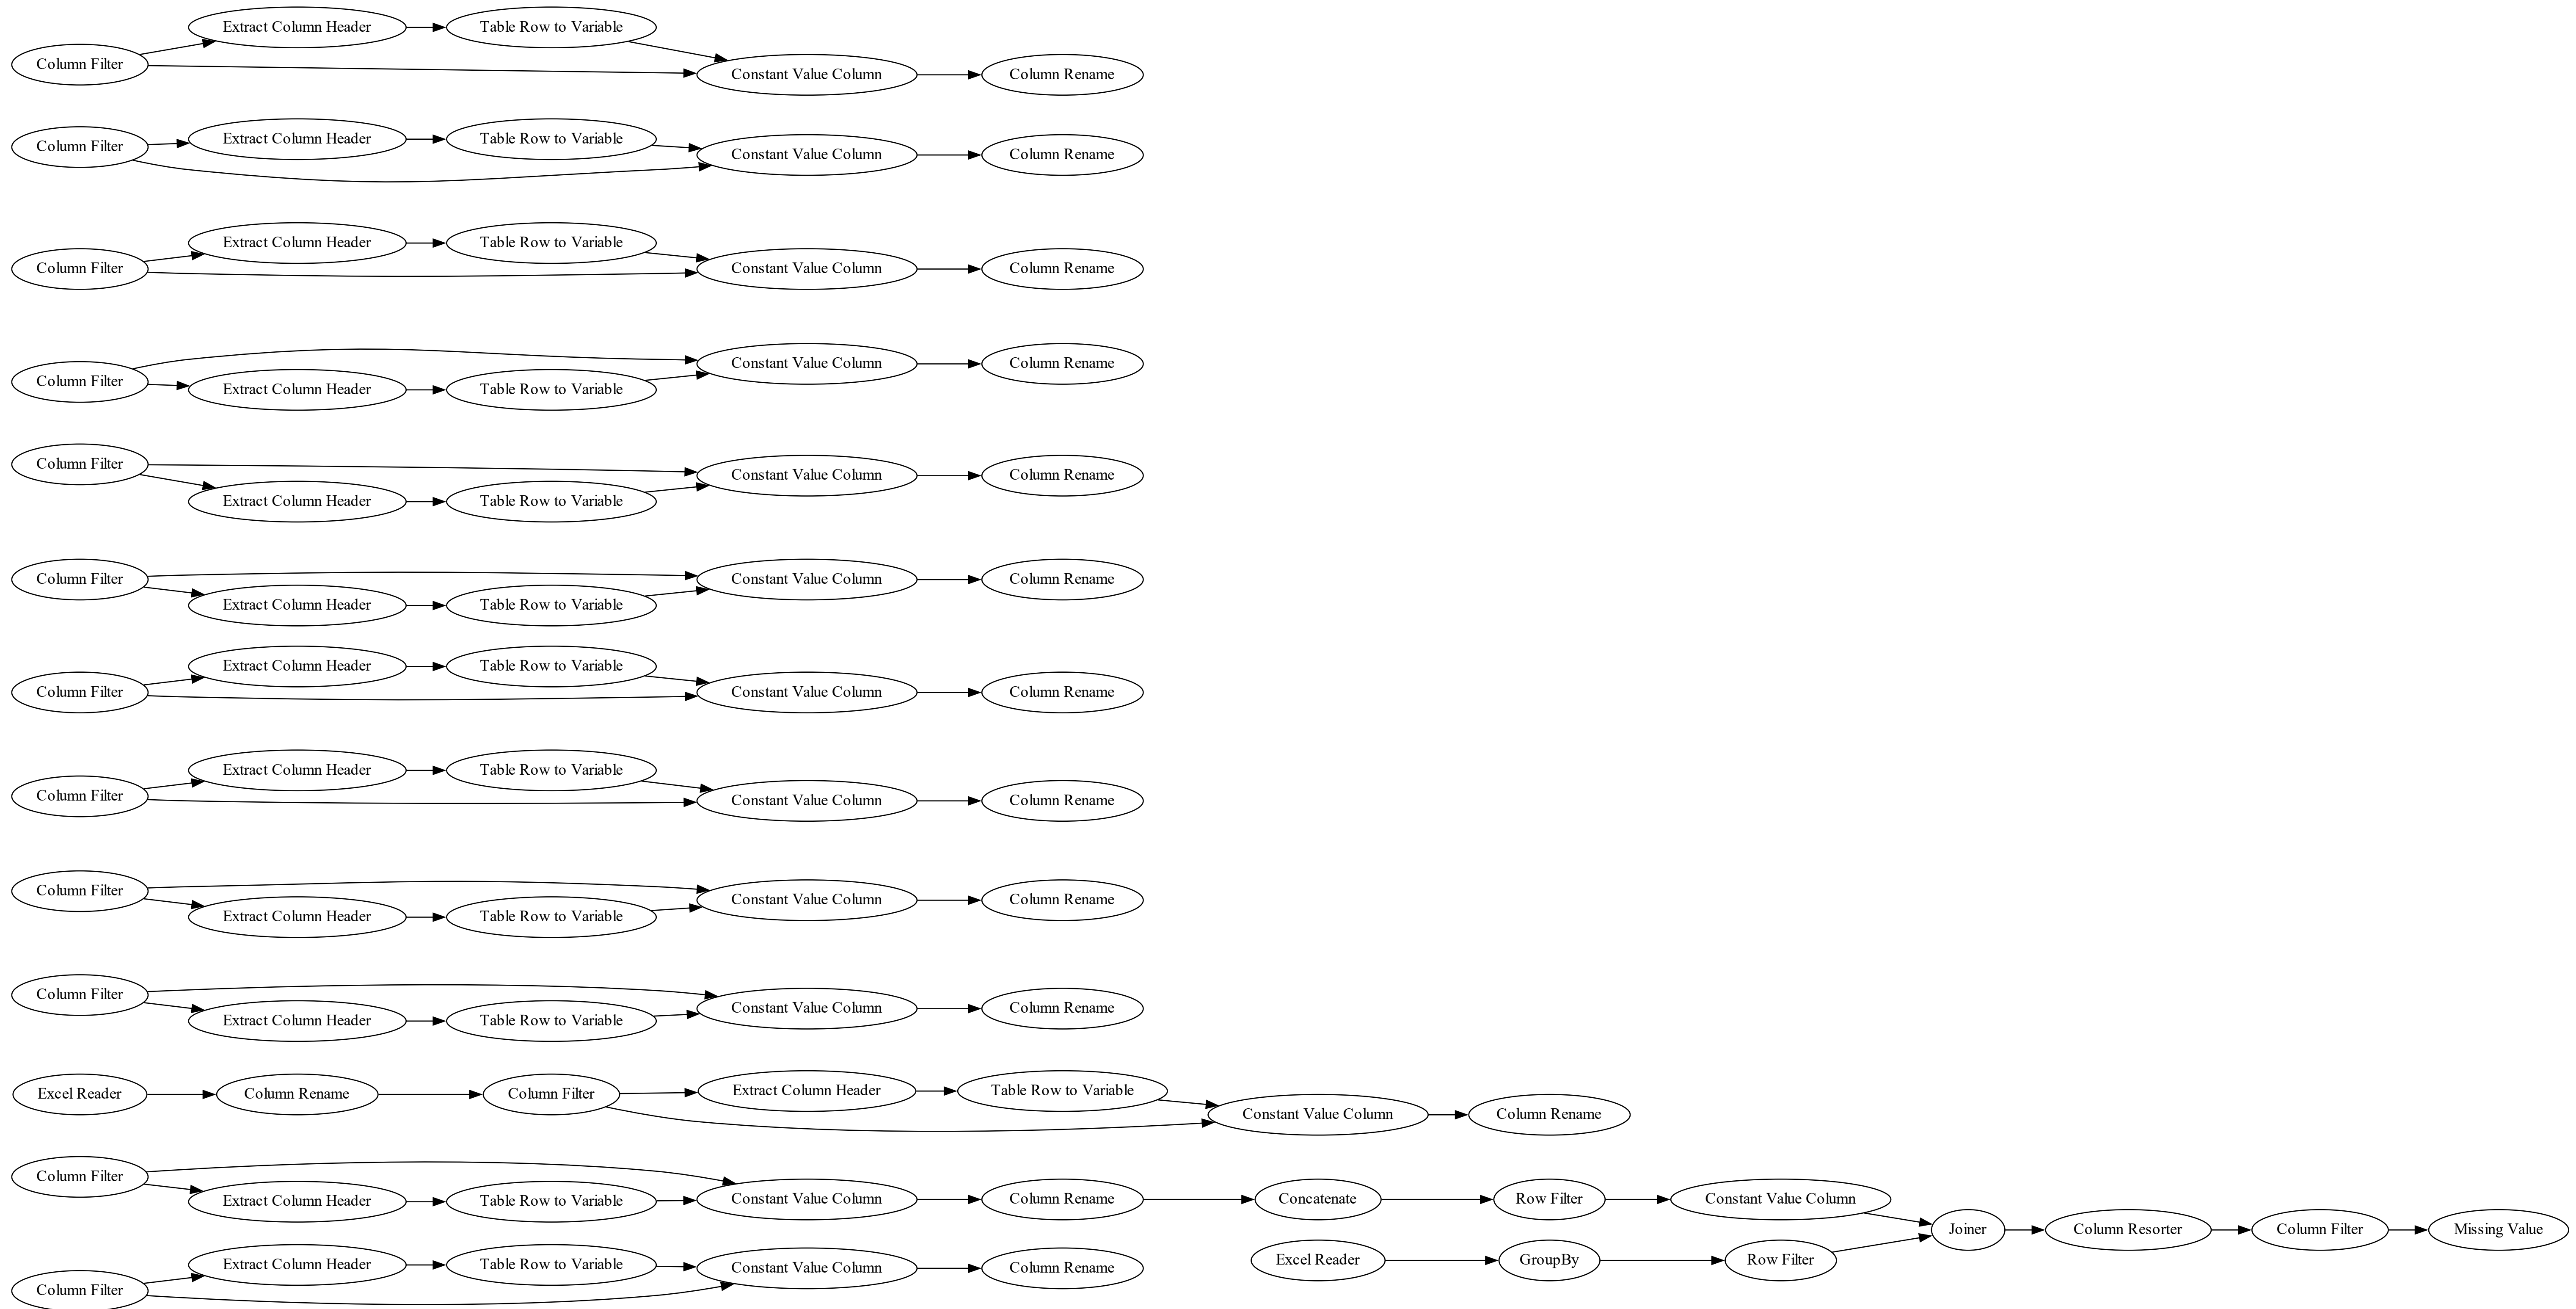 Extract Column Header
Table Row to Variable
Column Filter
Constant Value Column
Column Rename
Extract Column Header
Table Row to Variable
Column Filter
Constant Value Column
Column Rename
Extract Column Header
Table Row to Variable
Column Filter
Constant Value Column
Column Rename
Constant Value Column
Column Rename
Column Filter
Extract Column Header
Table Row to Variable
Column Filter
Constant Value Column
Column Rename
Extract Column Header
Table Row to Variable
Column Filter
Constant Value Column
Column Rename
Extract Column Header
Table Row to Variable
Extract Column Header
Table Row to Variable
Column Filter
Constant Value Column
Column Rename
Extract Column Header
Table Row to Variable
Column Filter
Constant Value Column
Column Rename
Column Filter
Constant Value Column
Column Rename
Extract Column Header
Table Row to Variable
Column Filter
Constant Value Column
Column Rename
Extract Column Header
Table Row to Variable
Excel Reader
Column Rename
Column Filter
Extract Column Header
Table Row to Variable
Constant Value Column
Column Rename
Column Filter
Extract Column Header
Table Row to Variable
Constant Value Column
Column Rename
Concatenate
Row Filter
Constant Value Column
Joiner
Column Resorter
Column Filter
Missing Value
Excel Reader
GroupBy
Row Filter
Extract Column Header
Table Row to Variable
Constant Value Column
Column Rename
Column Filter